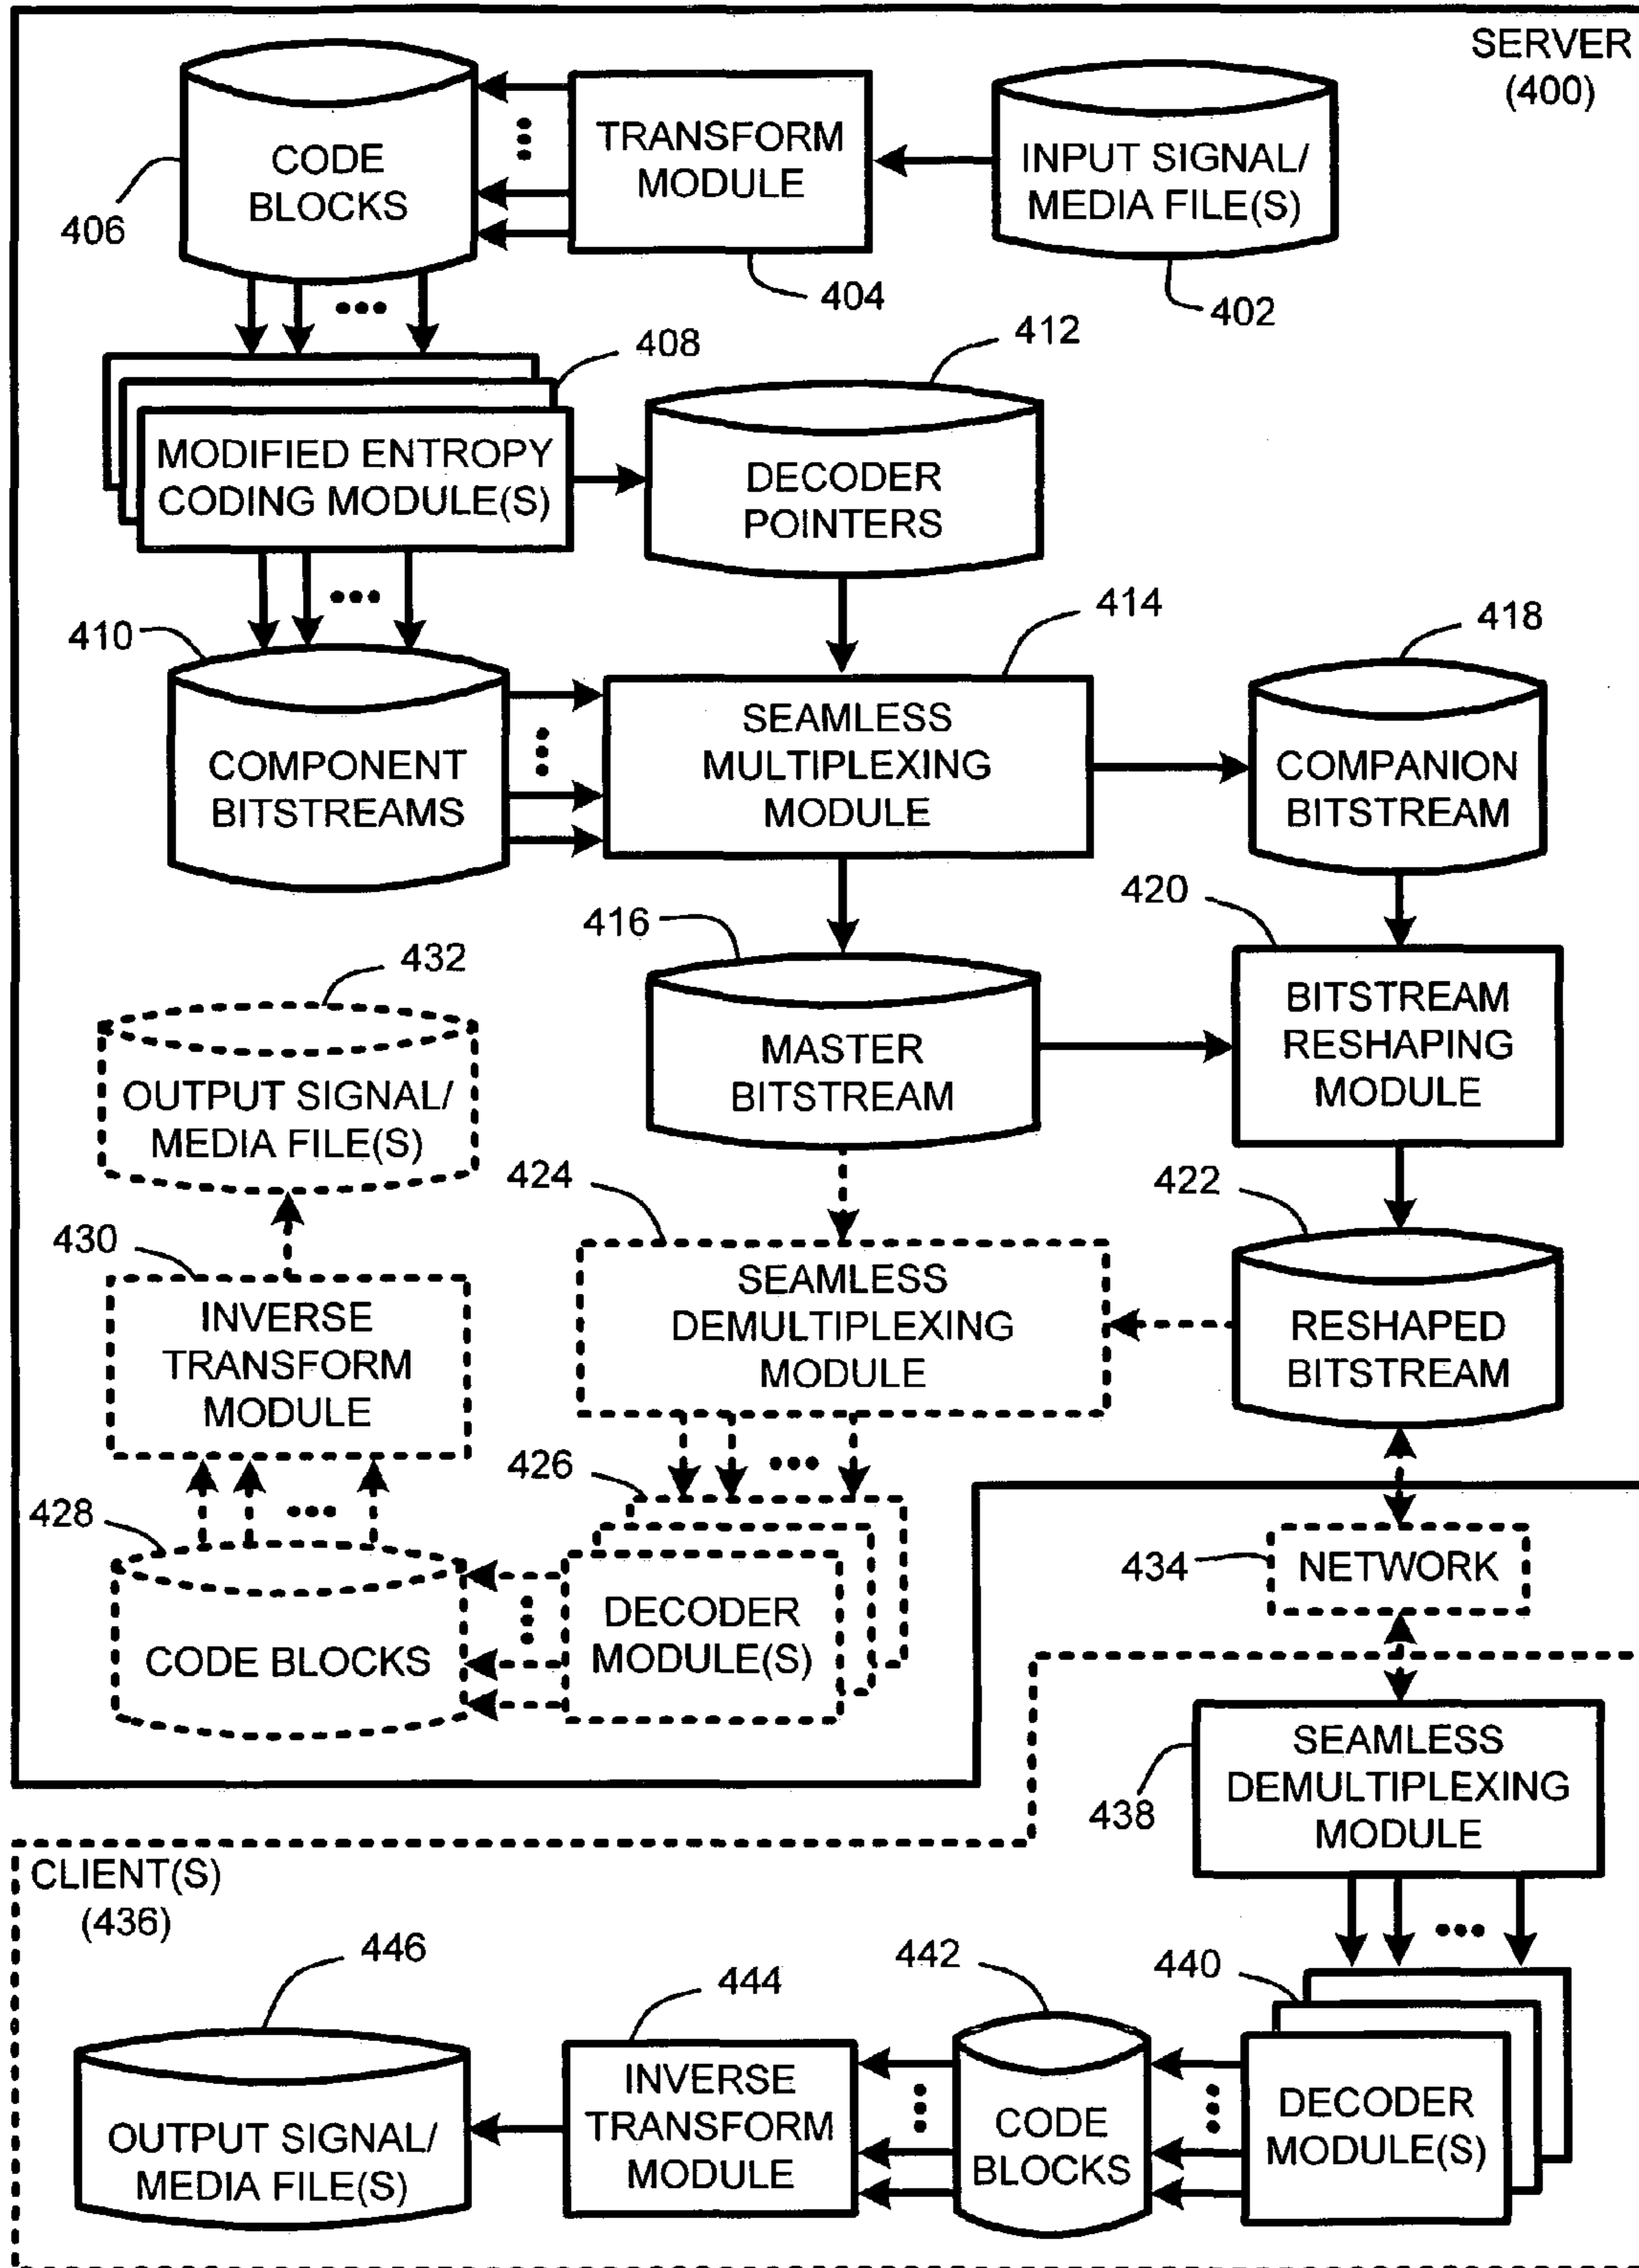 SERVER
(400)
CODE
BLOCKS
406
TRANSFORM
MODULE
404
INPUT SIGNAL/
MEDIA FILE(S)
402
408
MODIFIED ENTROPY
CODING MODULE(S)
412
DECODER
POINTERS
410
COMPONENT
BITSTREAMS
414
SEAMLESS
MULTIPLEXING
MODULE
418
COMPANION
BITSTREAM
416
MASTER
BITSTREAM
420
BITSTREAM
RESHAPING
MODULE
432
OUTPUT SIGNAL/
MEDIA FILE(S)
424
SEAMLESS
DEMULTIPLEXING
MODULE
422
RESHAPED
BITSTREAM
430
INVERSE
TRANSFORM
MODULE
426
DECODER
MODULE(S)
428
CODE BLOCKS
434
NETWORK
438
SEAMLESS
DEMULTIPLEXING
MODULE
CLIENT(S)
(436)
446
OUTPUT SIGNAL/
MEDIA FILE(S)
444
INVERSE
TRANSFORM
MODULE
442
CODE
BLOCKS
440
DECODER
MODULE(S)